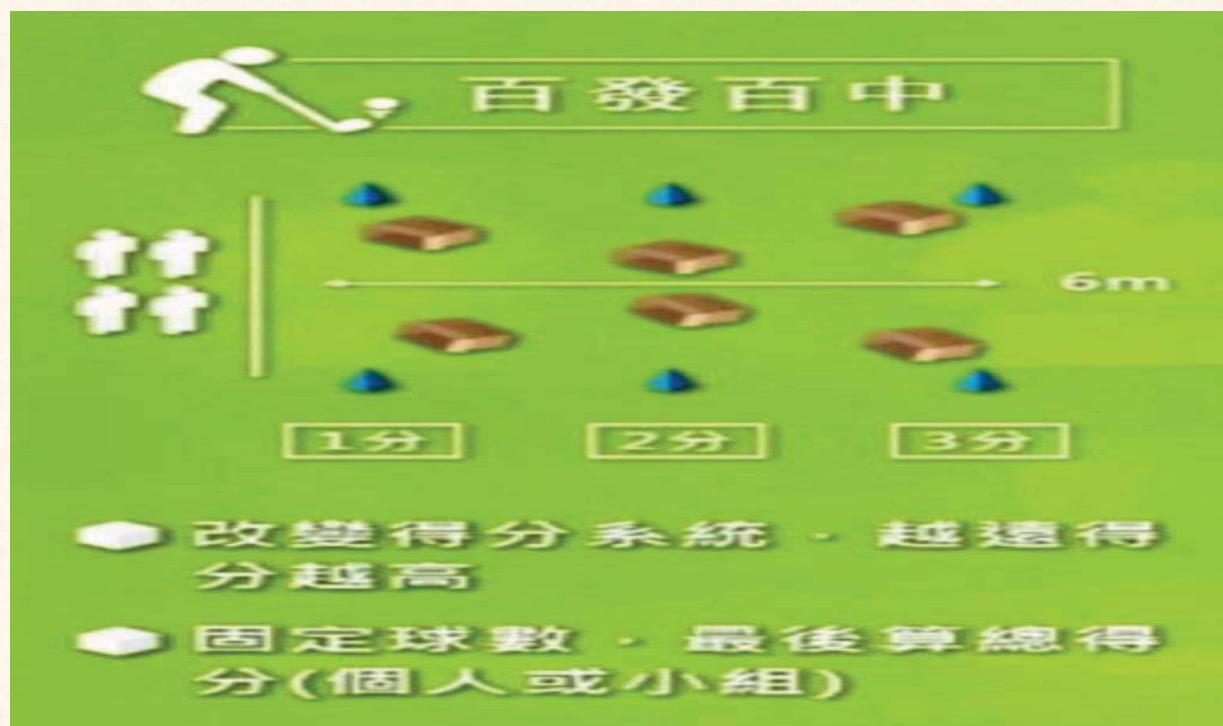 百發百中
6m
1分 2分 3分
改變得分系統，越遠得
分越高
固定球數，最後算總得
分(個人或小組)